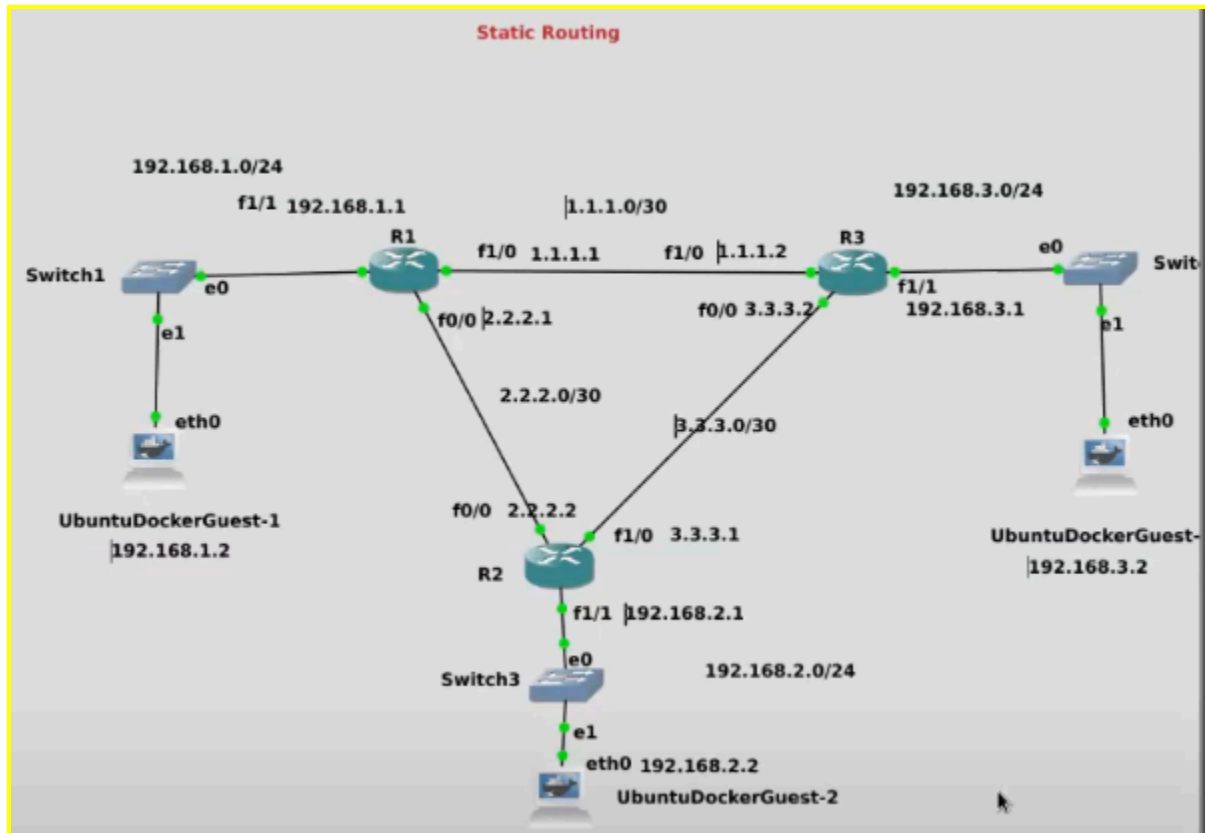 Static Routing
192.168.1.0/24
192.168.3.0/24
f1/1 192.168.1.1
1.1.1.0/30
R1
R3
f1/0 1.1.1.1
f1/0 1.1.1.2
e0
Switch1
e0
Swit
f1/1
192.168.3.1
f0/0 2.2.2.1
f0/0 3.3.3.2
e1
e1
2.2.2.0/30
3.3.3.0/30
eth0
eth0
UbuntuDockerGuest-1
192.168.1.2
f0/0 2.2.2.2
f1/0 3.3.3.1
UbuntuDockerGuest-
192.168.3.2
R2
f1/1 192.168.2.1
e0
Switch3
192.168.2.0/24
e1
eth0 192.168.2.2
UbuntuDockerGuest-2